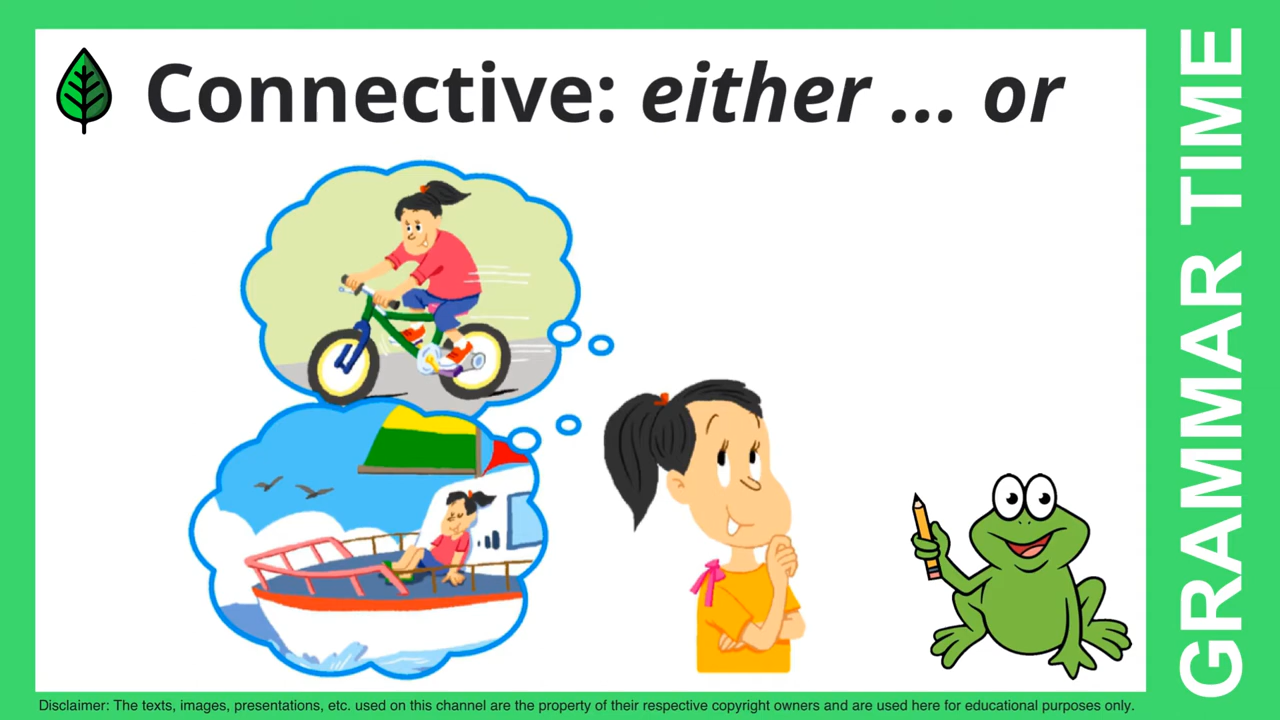 Connective: either ... or
GRAMMAR TIME
Disclaimer: The texts, images, presentations, etc. used on this channel are the property of their respective copyright owners and are used here for educational purposes only.